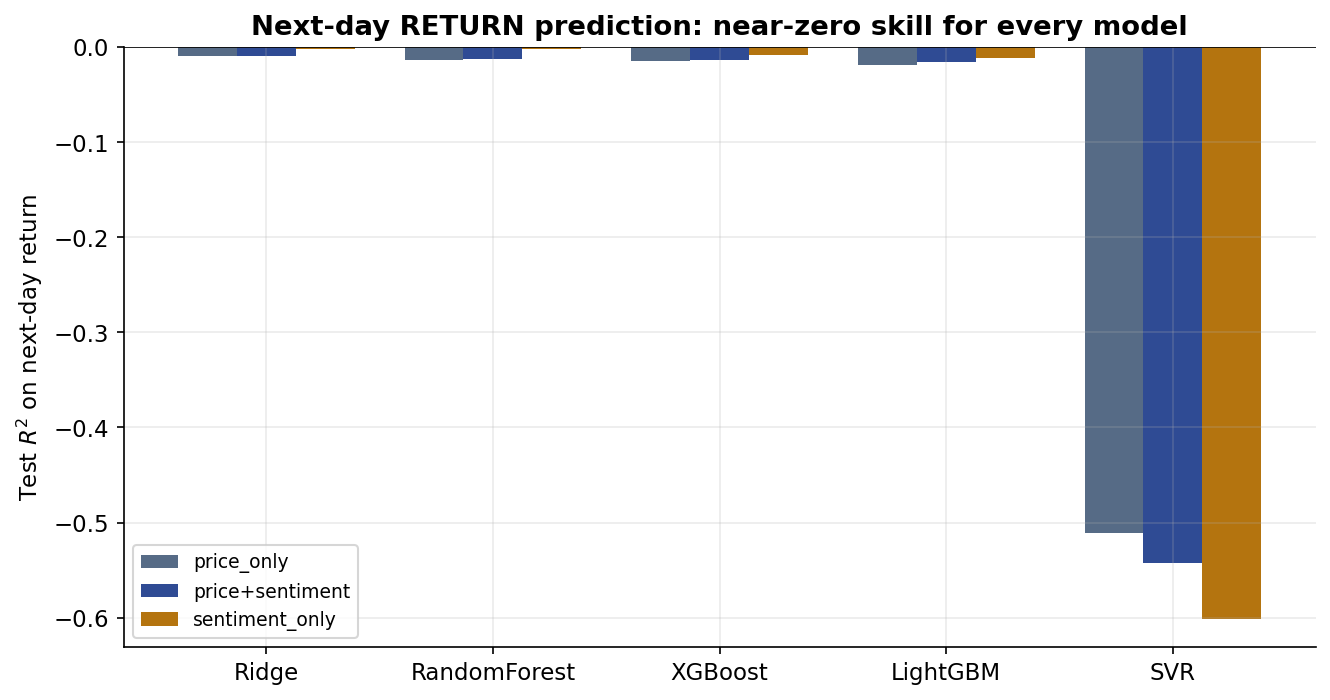 Next-day RETURN prediction: near-zero skill for every model
Test R² on next-day return
0.0
−0.1
−0.2
−0.3
−0.4
−0.5
−0.6
price_only
price+sentiment
sentiment_only
Ridge
RandomForest
XGBoost
LightGBM
SVR